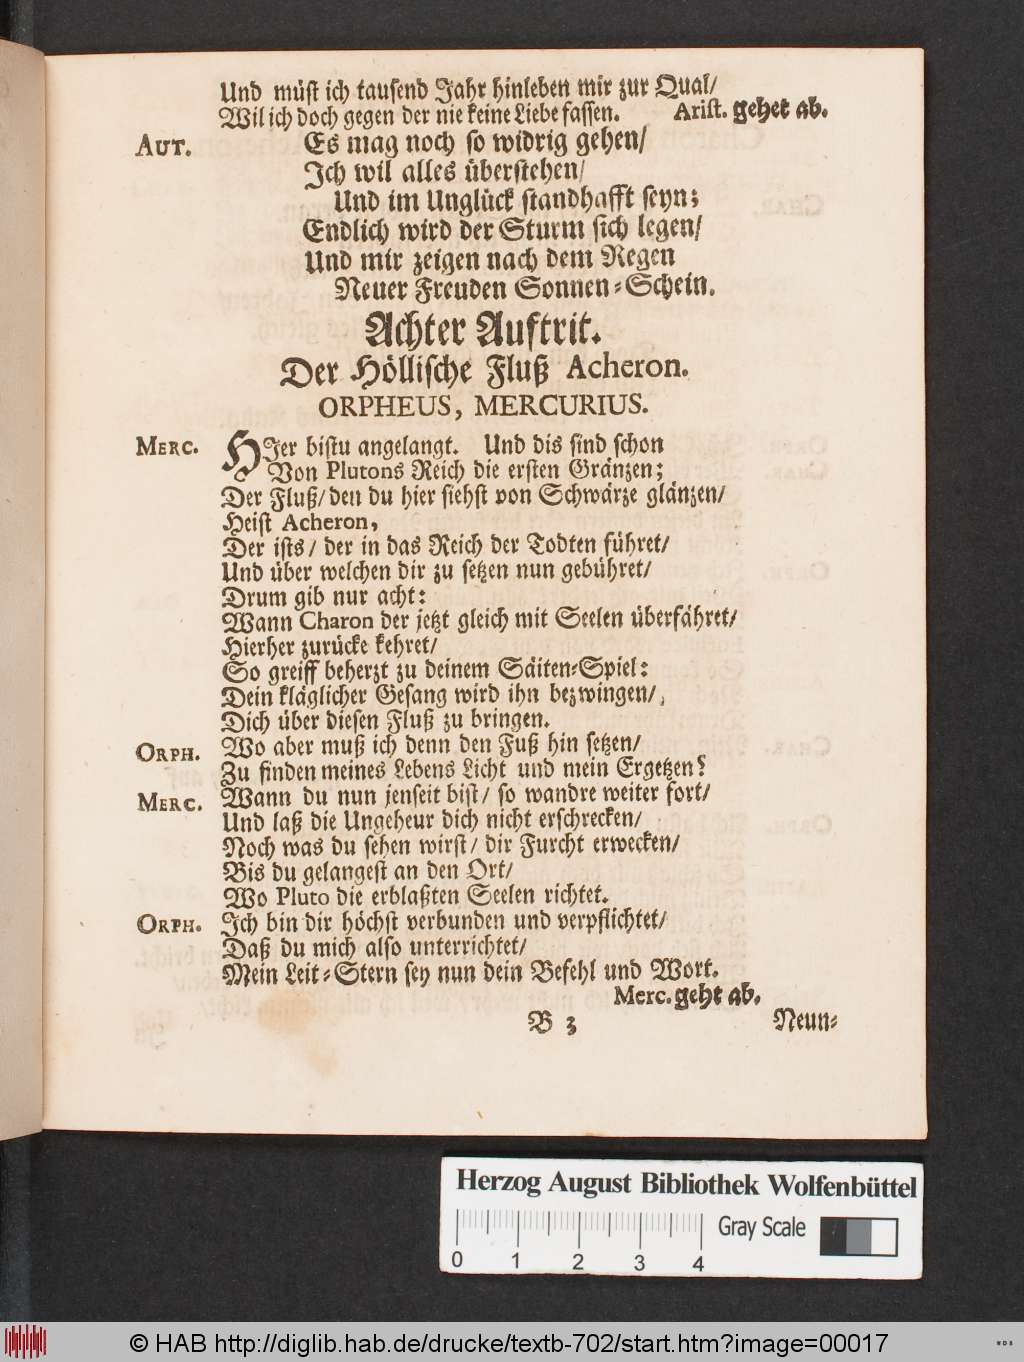 Und müst ich tausend Jahr hinleben mir zur Qual/
Wil ich doch gegen der nie keine Liebe fassen. Arist. gehet ab.
AUT. Es mag noch so widrig gehen/
Ich wil alles überstehen/
Und im Unglück standhafft seyn;
Endlich wird der Sturm sich legen/
Und mir zeigen nach dem Regen
Neuer Freuden Sonnen-Schein.
Achter Auftrit.
Der Höllische Fluß Acheron.
ORPHEUS, MERCURIUS.
MERC. HJer bistu angelangt. Und dis sind schon
Von Plutons Reich die ersten Gränzen;
Der Fluß/ den du hier siehst von Schwärze glänzen/
Heist Acheron,
Der ists/ der in das Reich der Todten führet/
Und über welchen dir zu setzen nun gebühret/
Drum gib nur acht:
Wann Charon der jetzt gleich mit Seelen überfähret/
Hierher zurücke kehret/
So greiff beherzt zu deinem Säiten-Spiel:
Dein kläglicher Gesang wird ihn bezwingen/
Dich über diesen Fluß zu bringen.
ORPH. Wo aber muß ich denn den Fuß hin setzen/
Zu finden meines Lebens Licht und mein Ergetzen?
MERC. Wann du nun jenseit bist/ so wandre weiter fort/
Und laß die Ungeheur dich nicht erschrecken/
Noch was du sehen wirst/ dir Furcht erwecken/
Bis du gelangest an den Ort/
Wo Pluto die erblaßten Seelen richtet.
ORPH. Ich bin dir höchst verbunden und verpflichtet/
Daß du mich also unterrichtet/
Mein Leit-Stern sey nun dein Befehl und Wort.
Merc. geht ab.
B 3 Neun-
Herzog August Bibliothek Wolfenbüttel
Gray Scale
0 1 2 3 4
© HAB http://diglib.hab.de/drucke/textb-702/start.htm?image=00017